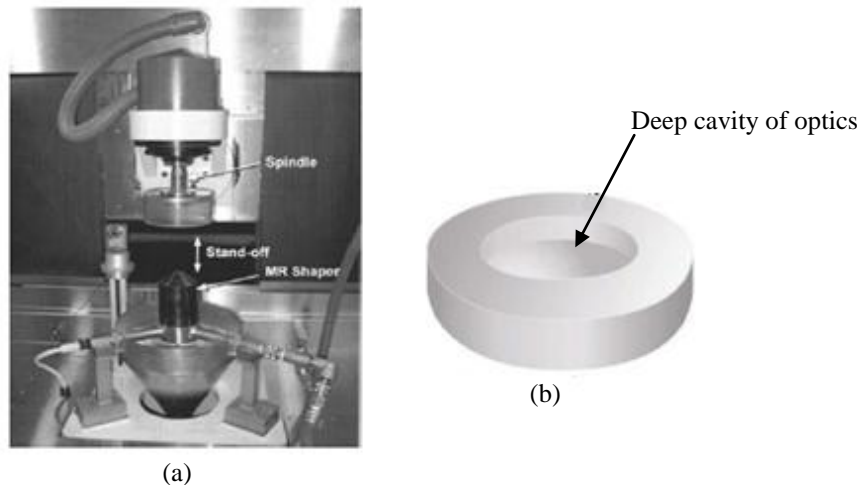 Spindle
Stand-off
MR Shaper
(a)
Deep cavity of optics
(b)